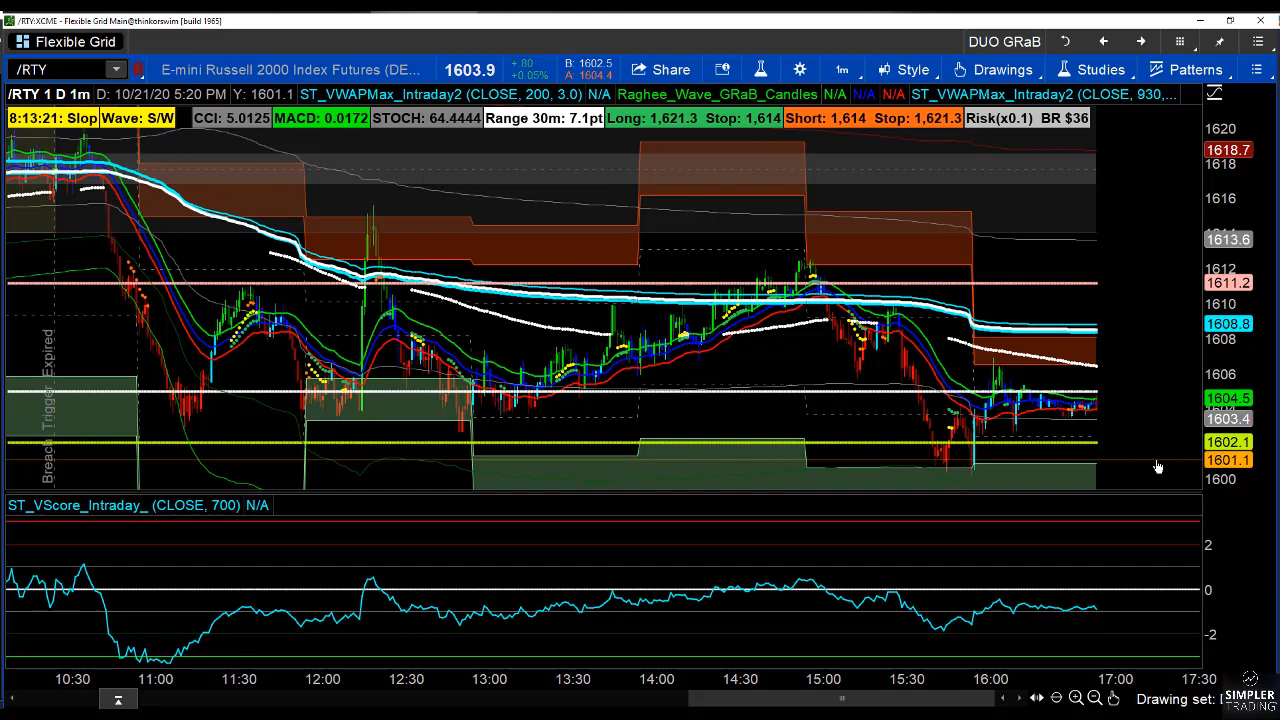 /RTY:XCME - Flexible Grid Main@thinkorswim [build 1965]
Flexible Grid
DUO GRaB
/RTY
E-mini Russell 2000 Index Futures (DE...
1603.9
+.80
+0.05%
B: 1602.5
A: 1604.4
Share
1m
Style
Drawings
Studies
Patterns
/RTY 1 D 1m
D: 10/21/20 5:20 PM
Y: 1601.1
ST_VWAPMax_Intraday2 (CLOSE, 200, 3.0)
N/A
Raghee_Wave_GRaB_Candles
N/A
N/A
N/A
ST_VWAPMax_Intraday2 (CLOSE, 930,...
8:13:21: Slop
Wave: S/W
CCI: 5.0125
MACD: 0.0172
STOCH: 64.4444
Range 30m: 7.1pt
Long: 1,621.3 Stop: 1,614
Short: 1,614 Stop: 1,621.3
Risk(x0.1) BR $36
1620
1618.7
1618
1616
1613.6
1612
1611.2
1610
1608.8
1608
1606
1604.5
1603.4
1602.1
1601.1
1600
Breach Trigger Expired
ST_VScore_Intraday_ (CLOSE, 700) N/A
2
0
-2
10:30
11:00
11:30
12:00
12:30
13:00
13:30
14:00
14:30
15:00
15:30
16:00
17:00
17:30
Drawing set:
SIMPLER
TRADING